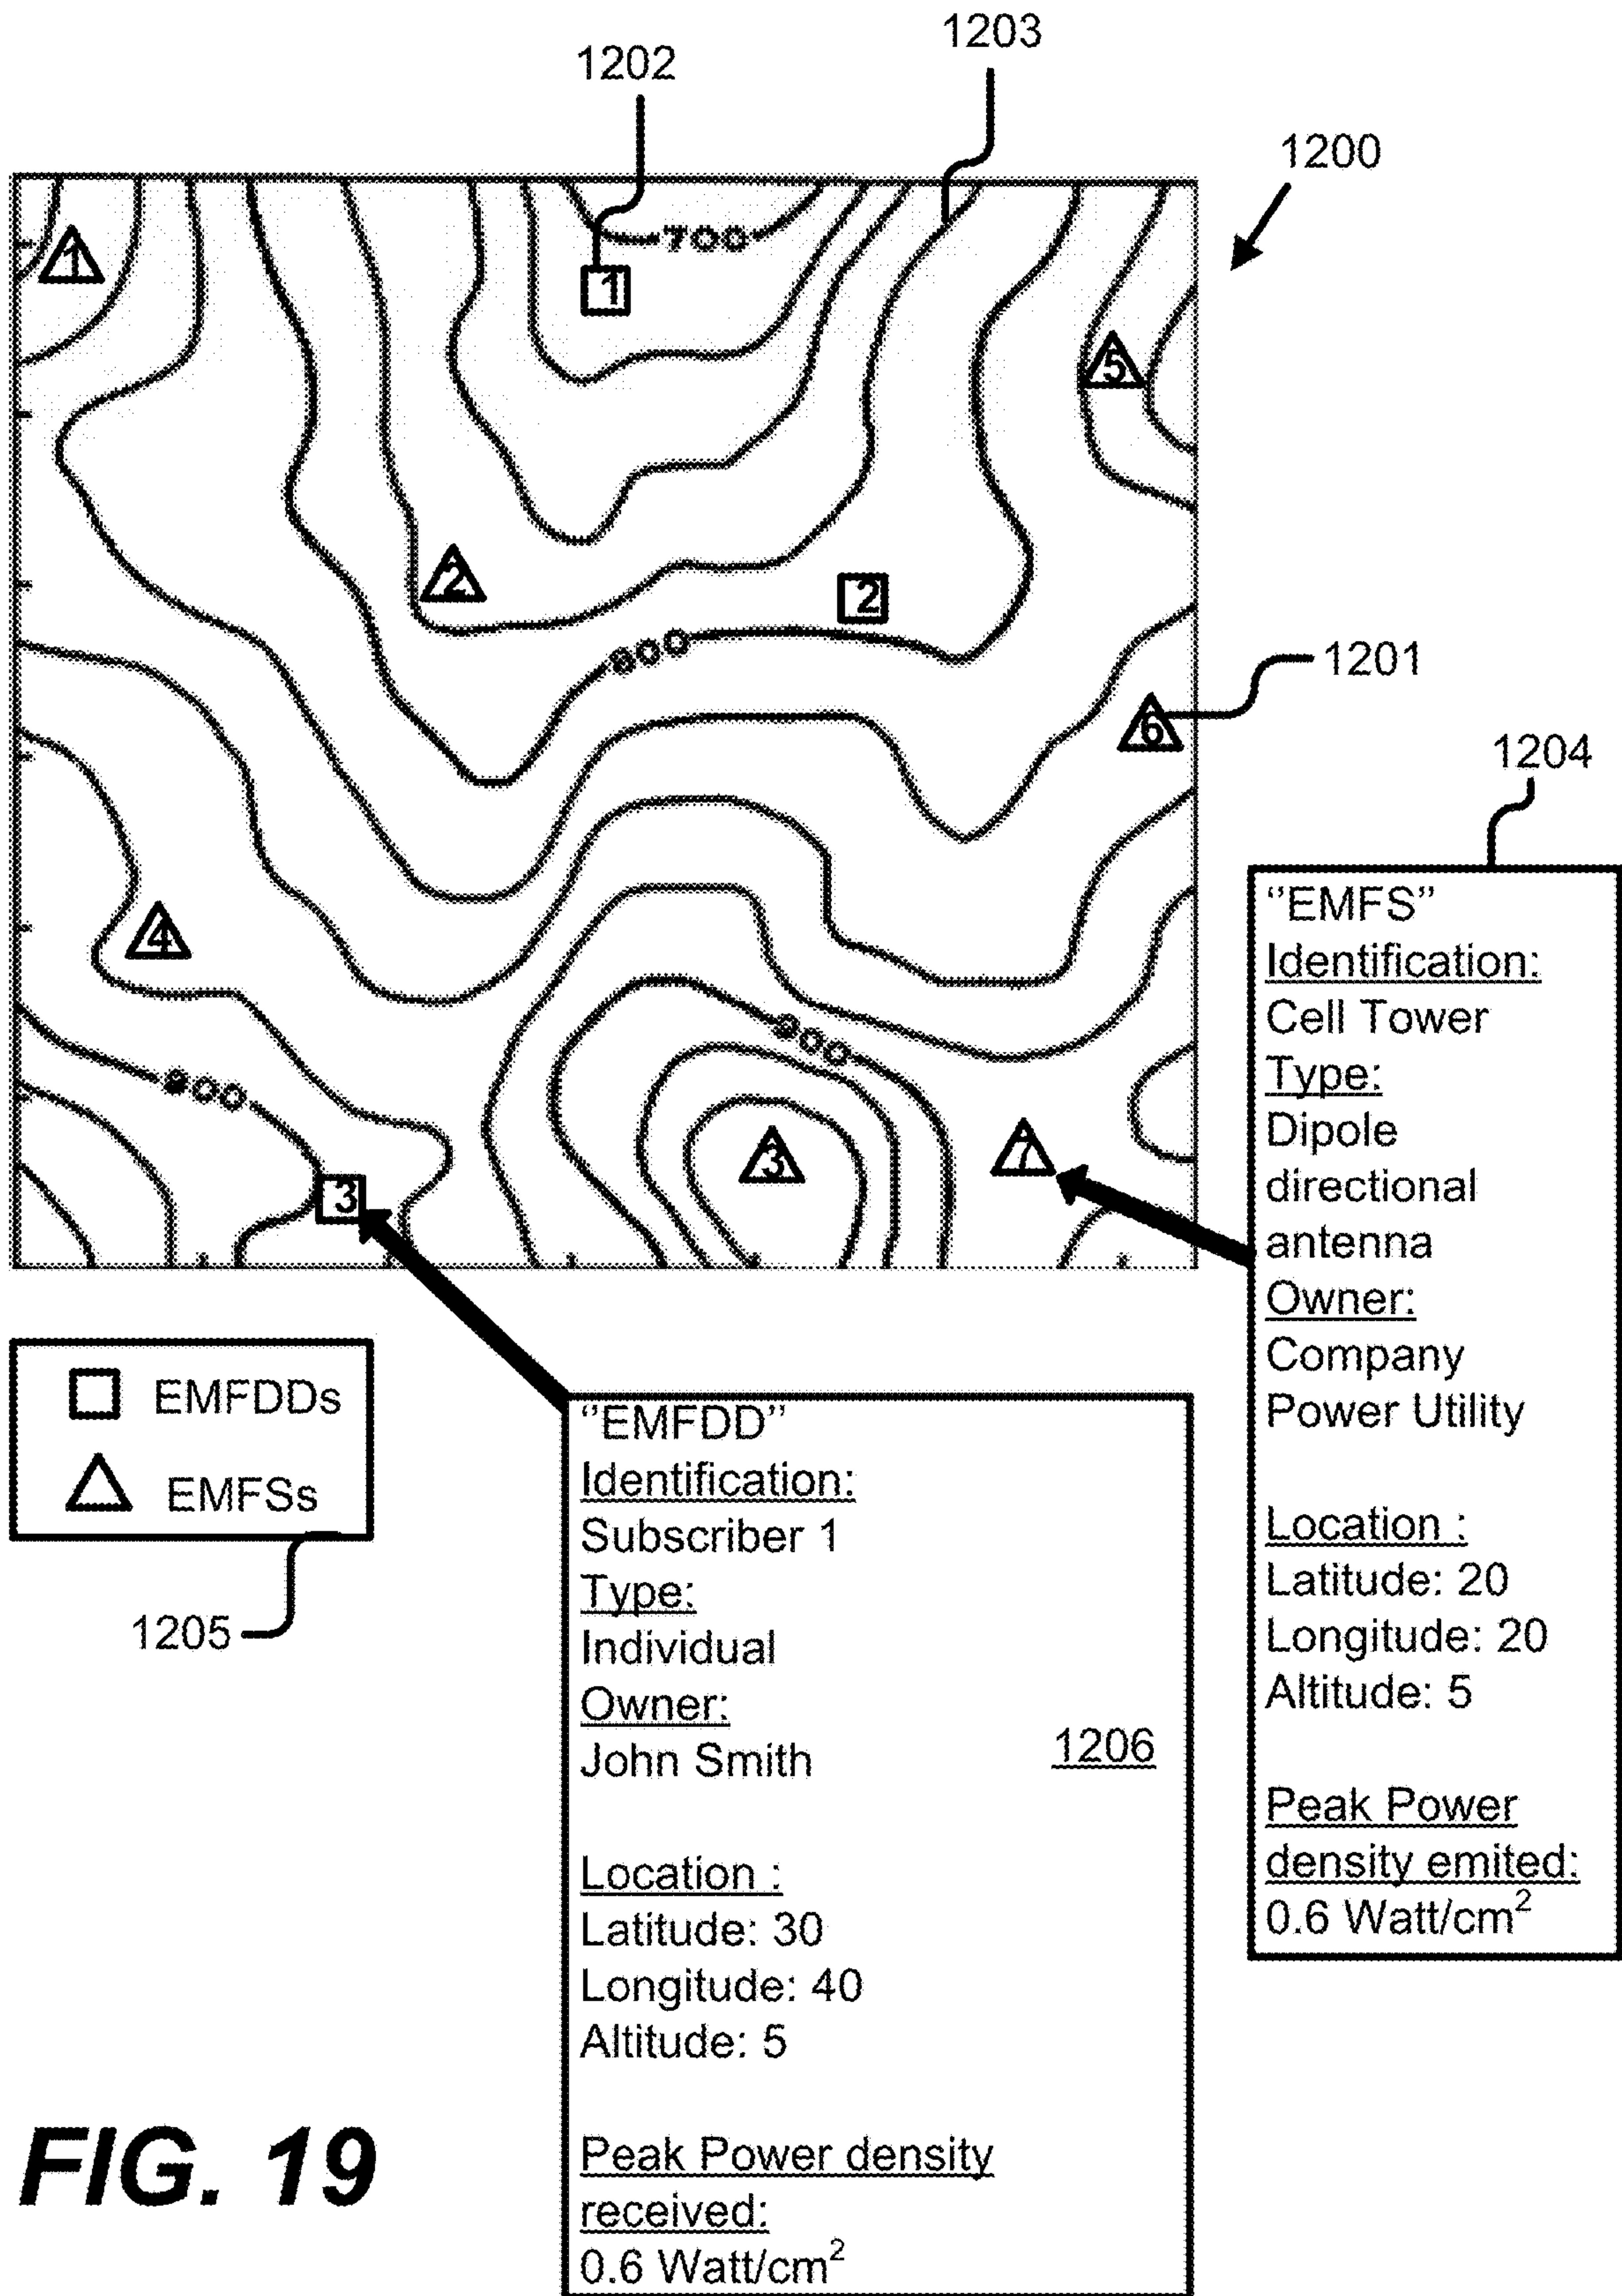 1203
1202
1200
700
1
1
5
2
2
800
1201
6
1204
4
900
900
3
7
3
‘‘EMFS’’
Identification:
Cell Tower
Type:
Dipole
directional
antenna
Owner:
Company
Power Utility
Location :
Latitude: 20
Longitude: 20
Altitude: 5
Peak Power
density emited:
0.6 Watt/cm²
EMFDDs
EMFSs
1205
‘‘EMFDD’’
Identification:
Subscriber 1
Type:
Individual
Owner:
John Smith
1206
Location :
Latitude: 30
Longitude: 40
Altitude: 5
Peak Power density
received:
0.6 Watt/cm²
FIG. 19